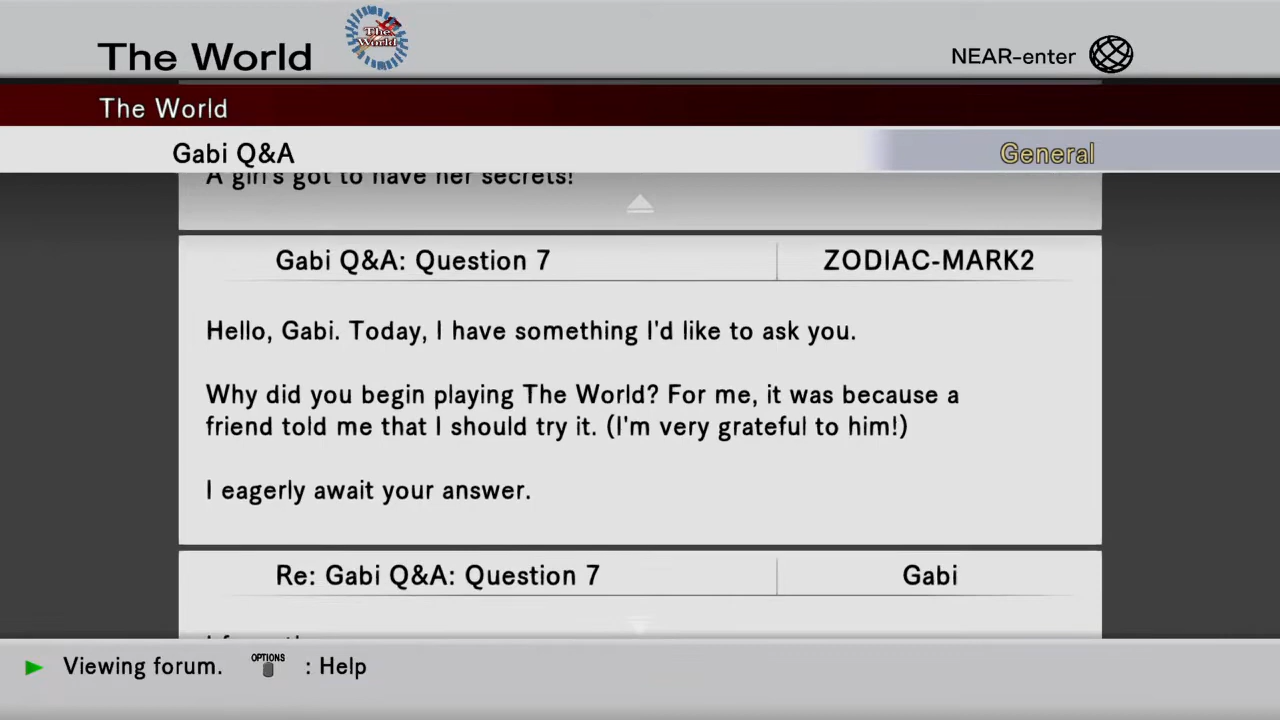 The World
The World
NEAR-enter
The World
Gabi Q&A
General
A girl's got to have her secrets!
Gabi Q&A: Question 7
ZODIAC-MARK2
Hello, Gabi. Today, I have something I'd like to ask you.
Why did you begin playing The World? For me, it was because a
friend told me that I should try it. (I'm very grateful to him!)
I eagerly await your answer.
Re: Gabi Q&A: Question 7
Gabi
Viewing forum.
OPTIONS
: Help